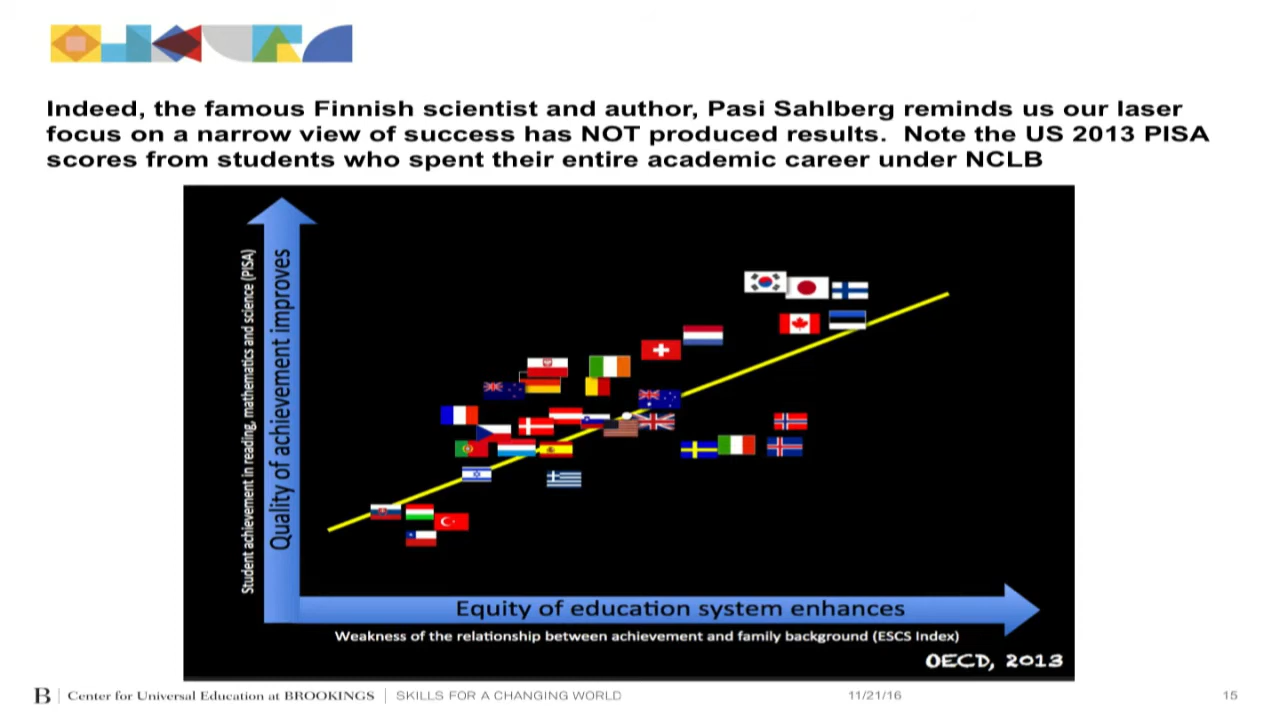 Indeed, the famous Finnish scientist and author, Pasi Sahlberg reminds us our laser
focus on a narrow view of success has NOT produced results.  Note the US 2013 PISA
scores from students who spent their entire academic career under NCLB
Student achievement in reading, mathematics and science (PISA)
Quality of achievement improves
Equity of education system enhances
Weakness of the relationship between achievement and family background (ESCS Index)
OECD, 2013
B | Center for Universal Education at BROOKINGS | SKILLS FOR A CHANGING WORLD 11/21/16 15